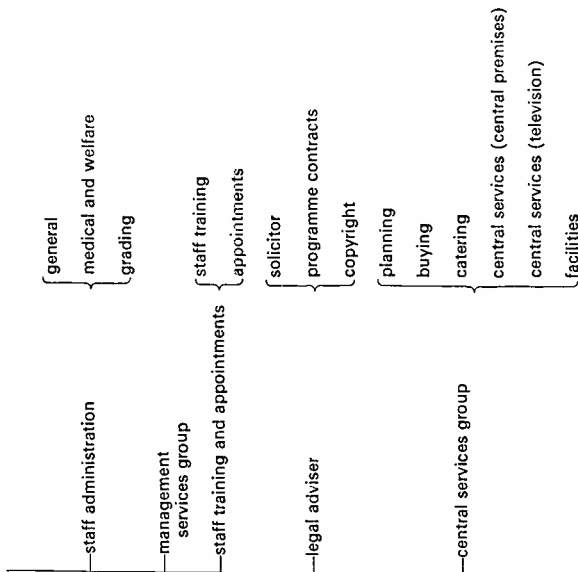 staff administration
general
medical and welfare
grading
management
services group
staff training and appointments
staff training
appointments
legal adviser
solicitor
programme contracts
copyright
central services group
planning
buying
catering
central services (central premises)
central services (television)
facilities